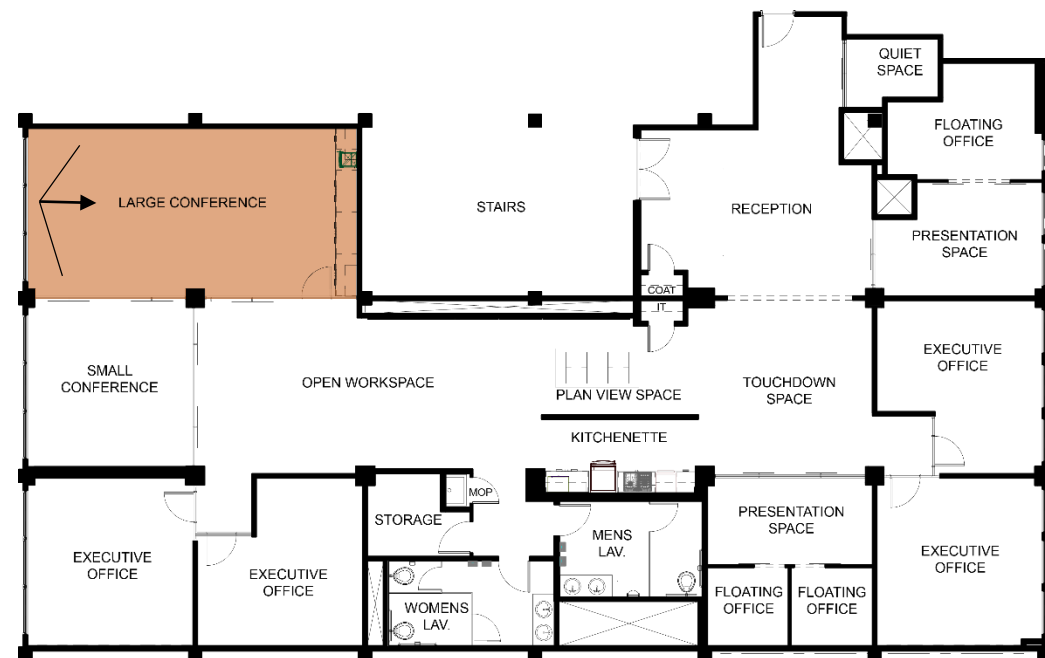 QUIET
SPACE
FLOATING
OFFICE
LARGE CONFERENCE
STAIRS
RECEPTION
PRESENTATION
SPACE
COAT
IT
SMALL
CONFERENCE
OPEN WORKSPACE
PLAN VIEW SPACE
TOUCHDOWN
SPACE
EXECUTIVE
OFFICE
KITCHENETTE
MOP
STORAGE
MENS
LAV.
PRESENTATION
SPACE
EXECUTIVE
OFFICE
EXECUTIVE
OFFICE
EXECUTIVE
OFFICE
WOMENS
LAV.
FLOATING
OFFICE
FLOATING
OFFICE